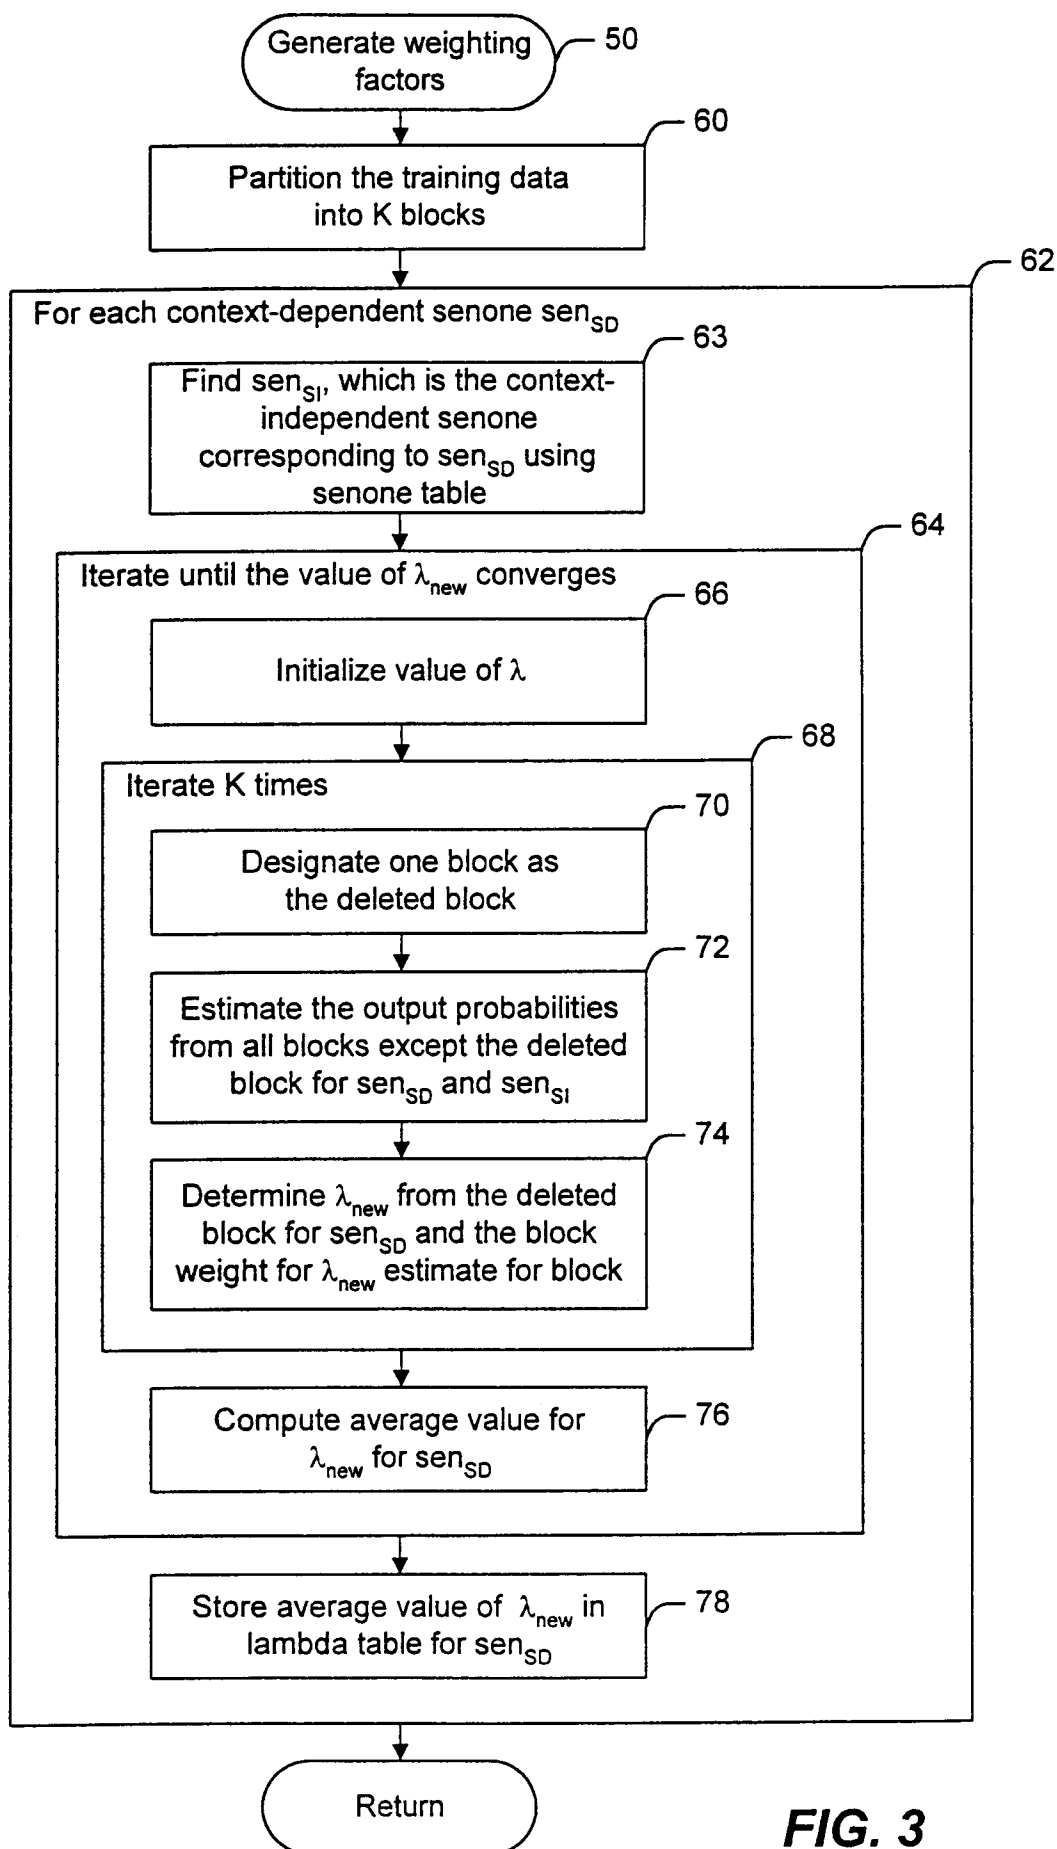 Generate weighting
factors
50
60
Partition the training data
into K blocks
62
For each context-dependent senone sen_SD
63
Find sen_SI, which is the context-
independent senone
corresponding to sen_SD using
senone table
64
Iterate until the value of λ_new converges
66
Initialize value of λ
68
Iterate K times
70
Designate one block as
the deleted block
72
Estimate the output probabilities
from all blocks except the deleted
block for sen_SD and sen_SI
74
Determine λ_new from the deleted
block for sen_SD and the block
weight for λ_new estimate for block
76
Compute average value for
λ_new for sen_SD
78
Store average value of λ_new in
lambda table for sen_SD
Return
FIG. 3